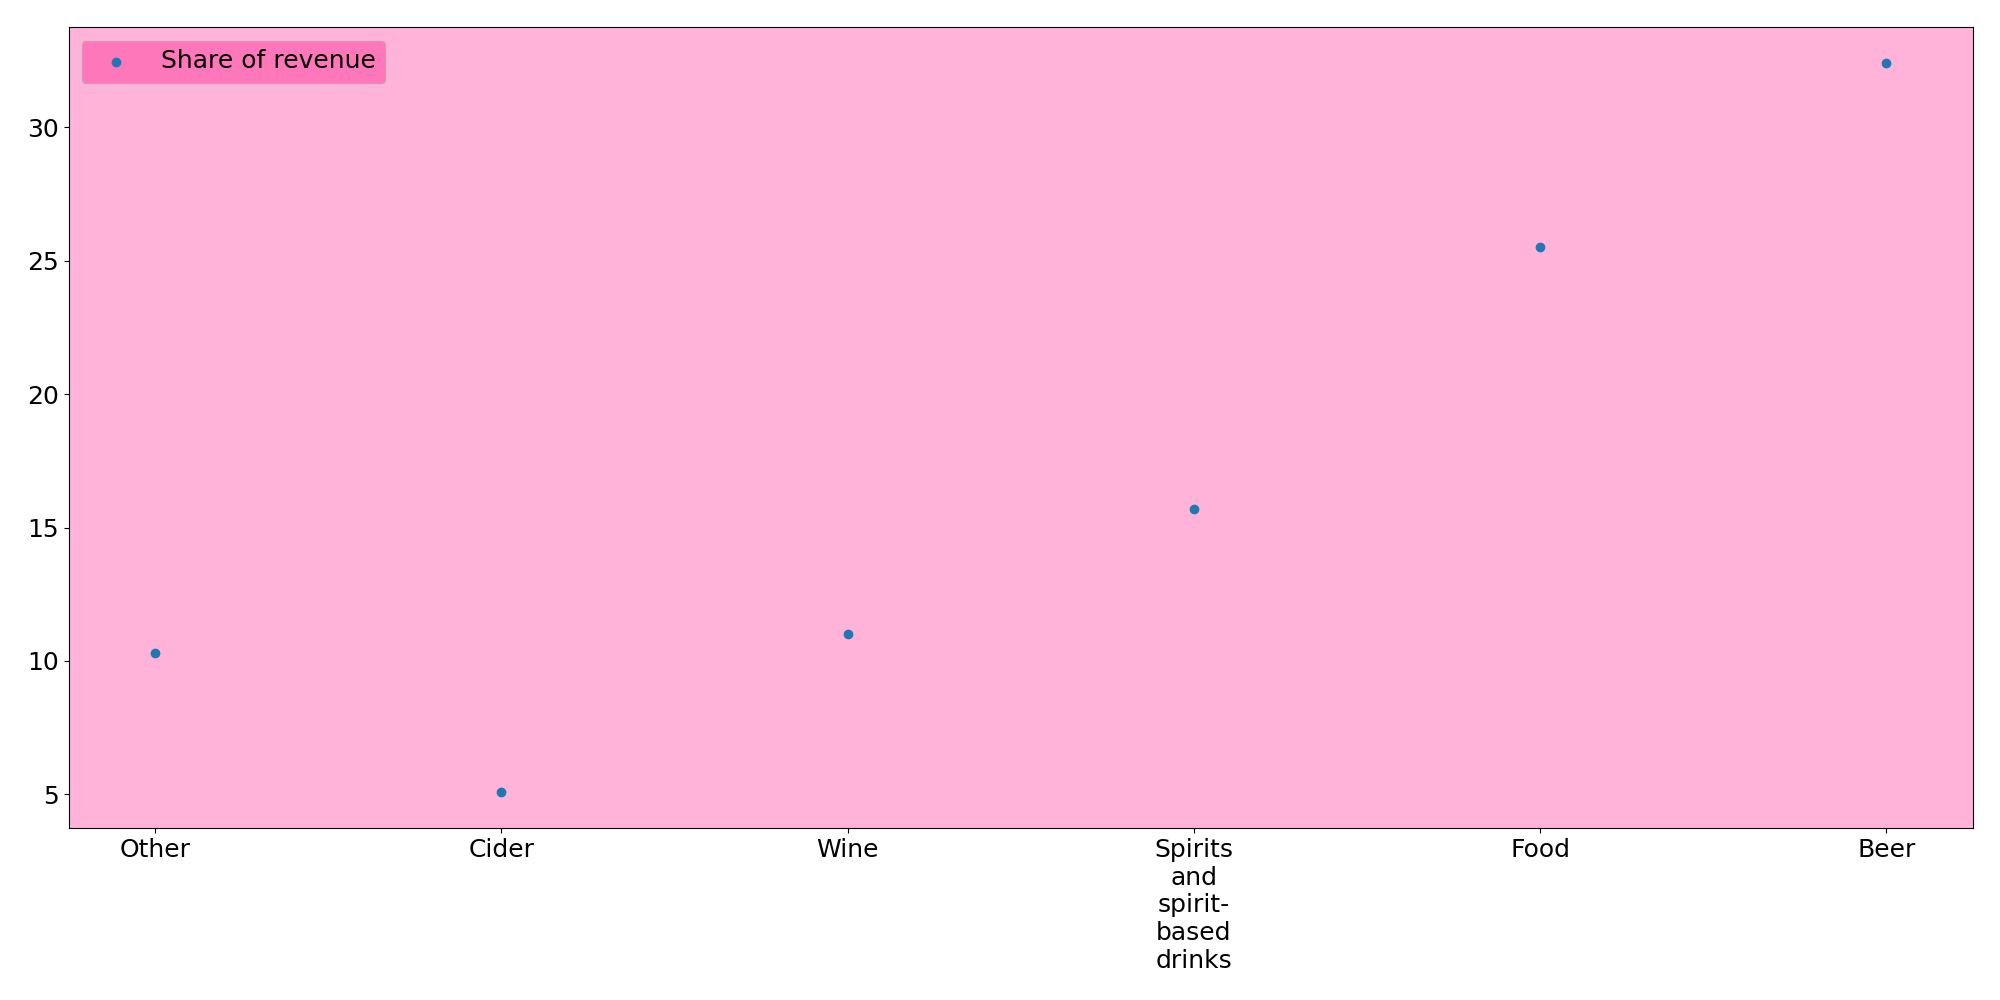 Share of revenue
30
25
20
15
10
5
Other Cider Wine Spirits Food Beer
and
spirit-
based
drinks